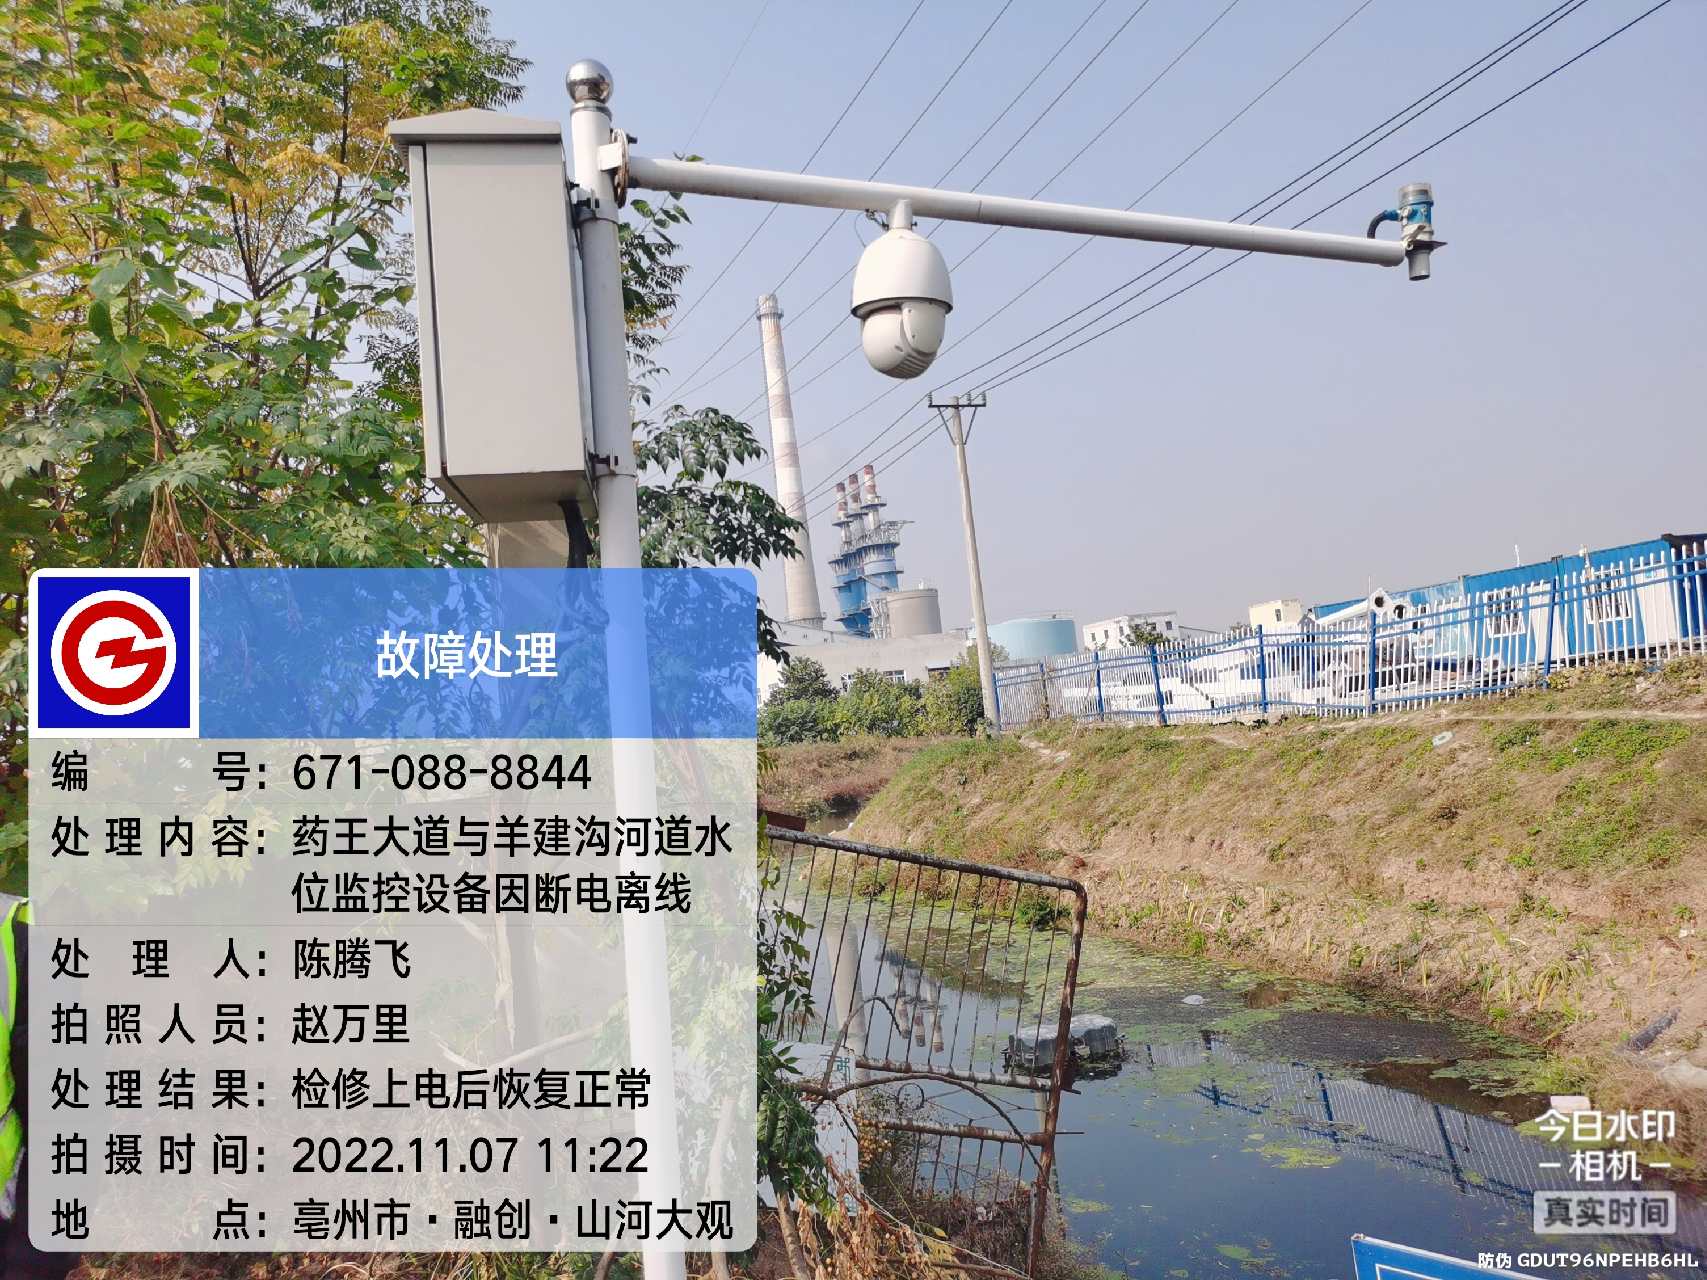 故障处理
编号：671-088-8844
处理内容：药王大道与羊建沟河道水
位监控设备因断电离线
处理人：陈腾飞
拍照人员：赵万里
处理结果：检修上电后恢复正常
拍摄时间：2022.11.07 11:22
地点：亳州市·融创·山河大观
今日水印
相机
真实时间
防伪 GDUT96NPEHB6HL